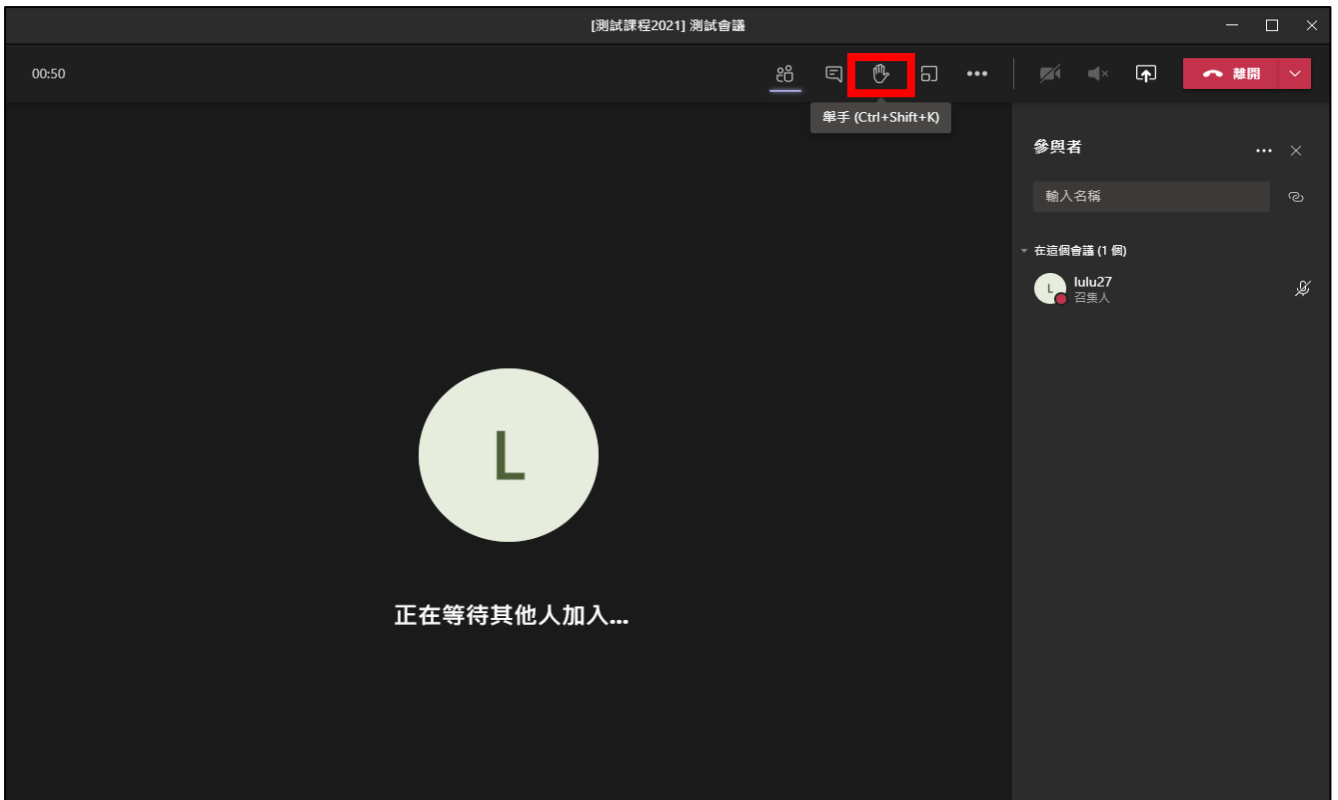 [測試課程2021] 測試會議
00:50
離開
舉手 (Ctrl+Shift+K)
參與者
輸入名稱
在這個會議 (1 個)
L
lulu27
召集人
L
正在等待其他人加入...